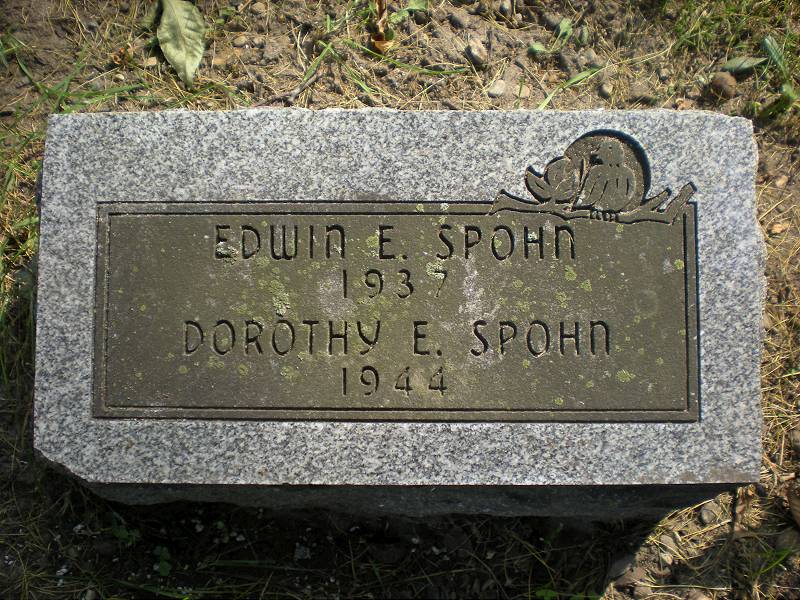 EDWIN E. SPOHN
1937
DOROTHY E. SPOHN
1944